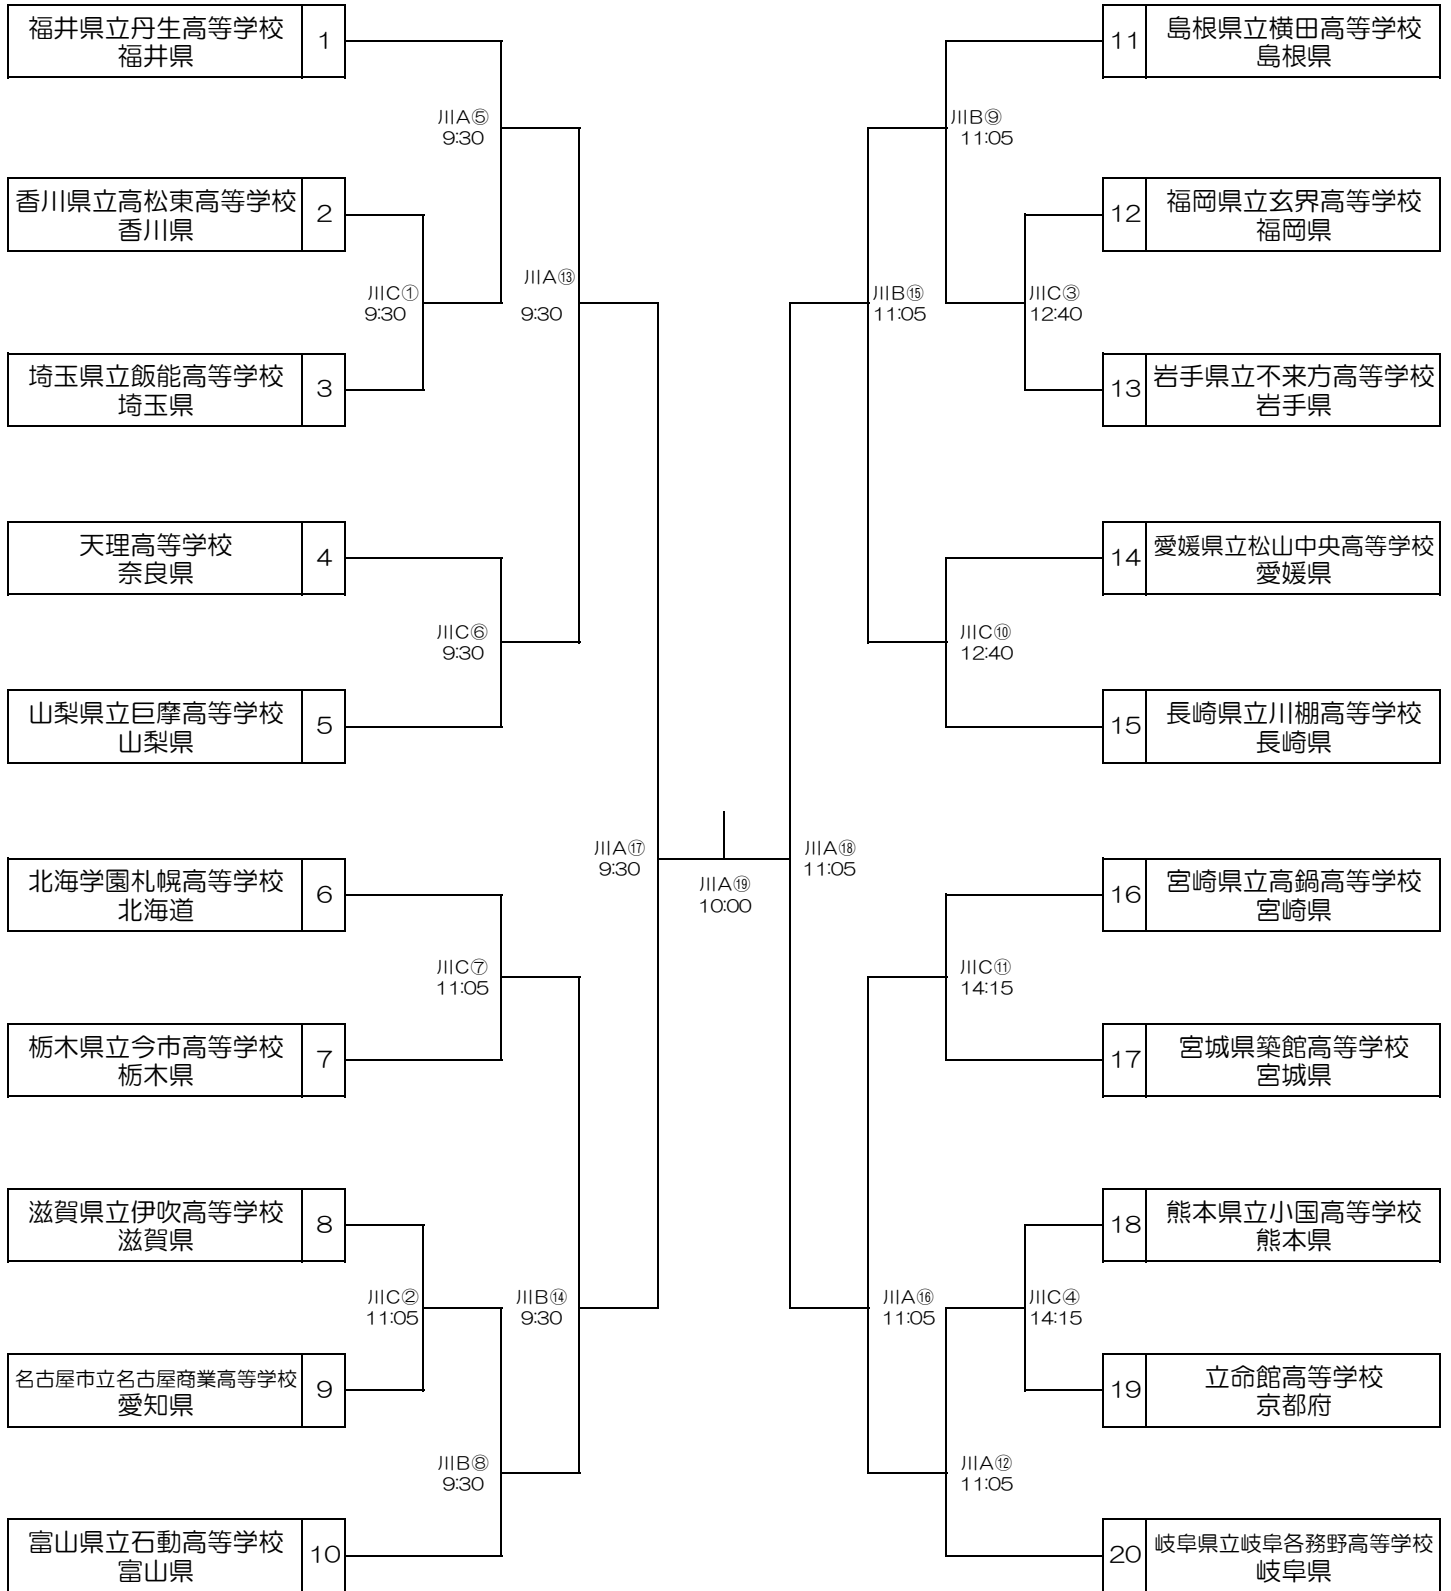 福井県立丹生高等学校
福井県
1
川A⑤
9:30
香川県立高松東高等学校
香川県
2
川C①
9:30
川A⑬
9:30
埼玉県立飯能高等学校
埼玉県
3
天理高等学校
奈良県
4
川C⑥
9:30
山梨県立巨摩高等学校
山梨県
5
川A⑰
9:30
北海学園札幌高等学校
北海道
6
川C⑦
11:05
栃木県立今市高等学校
栃木県
7
滋賀県立伊吹高等学校
滋賀県
8
川C②
11:05
川B⑭
9:30
名古屋市立名古屋商業高等学校
愛知県
9
川B⑧
9:30
富山県立石動高等学校
富山県
10
川A⑲
10:00
11
島根県立横田高等学校
島根県
川B⑨
11:05
12
福岡県立玄界高等学校
福岡県
川B⑮
11:05
川C③
12:40
13
岩手県立不来方高等学校
岩手県
14
愛媛県立松山中央高等学校
愛媛県
川C⑩
12:40
15
長崎県立川棚高等学校
長崎県
川A⑱
11:05
16
宮崎県立高鍋高等学校
宮崎県
川C⑪
14:15
17
宮城県築館高等学校
宮城県
18
熊本県立小国高等学校
熊本県
川A⑯
11:05
川C④
14:15
19
立命館高等学校
京都府
川A⑫
11:05
20
岐阜県立岐阜各務野高等学校
岐阜県